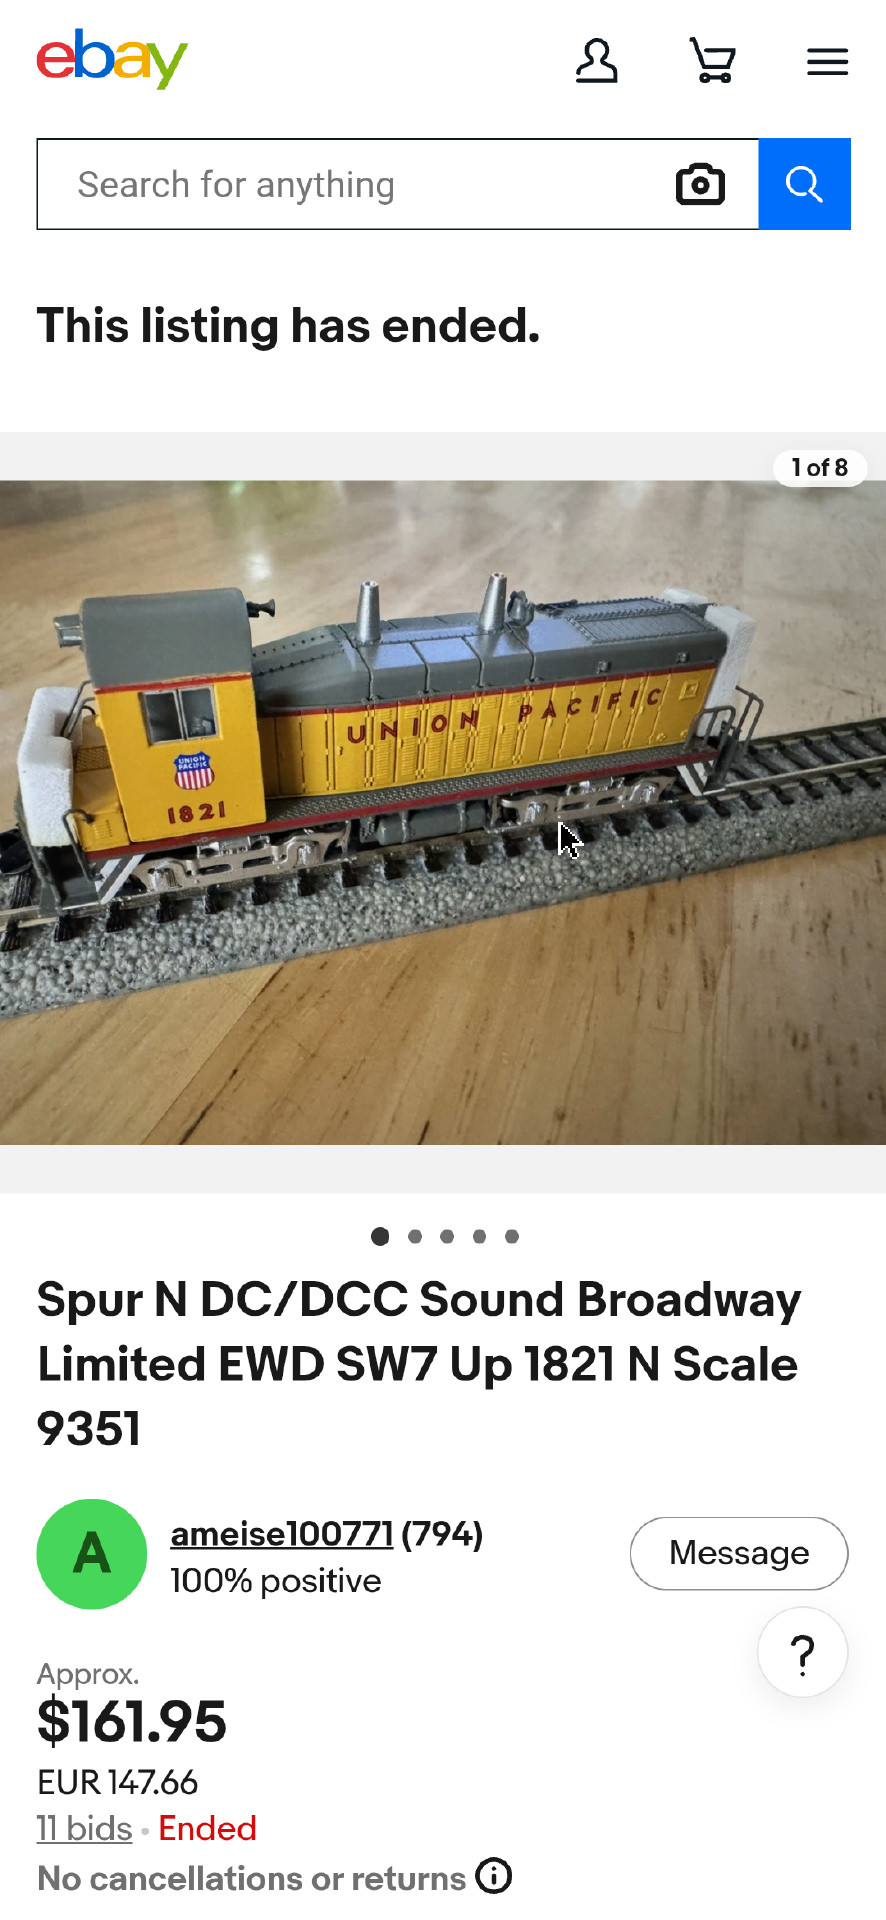 ebay
Search for anything
This listing has ended.
1 of 8
UNION PACIFIC
UNION
PACIFIC
1821
Spur N DC/DCC Sound Broadway
Limited EWD SW7 Up 1821 N Scale
9351
A
ameise100771 (794)
100% positive
Message
?
Approx.
$161.95
EUR 147.66
11 bids • Ended
No cancellations or returns